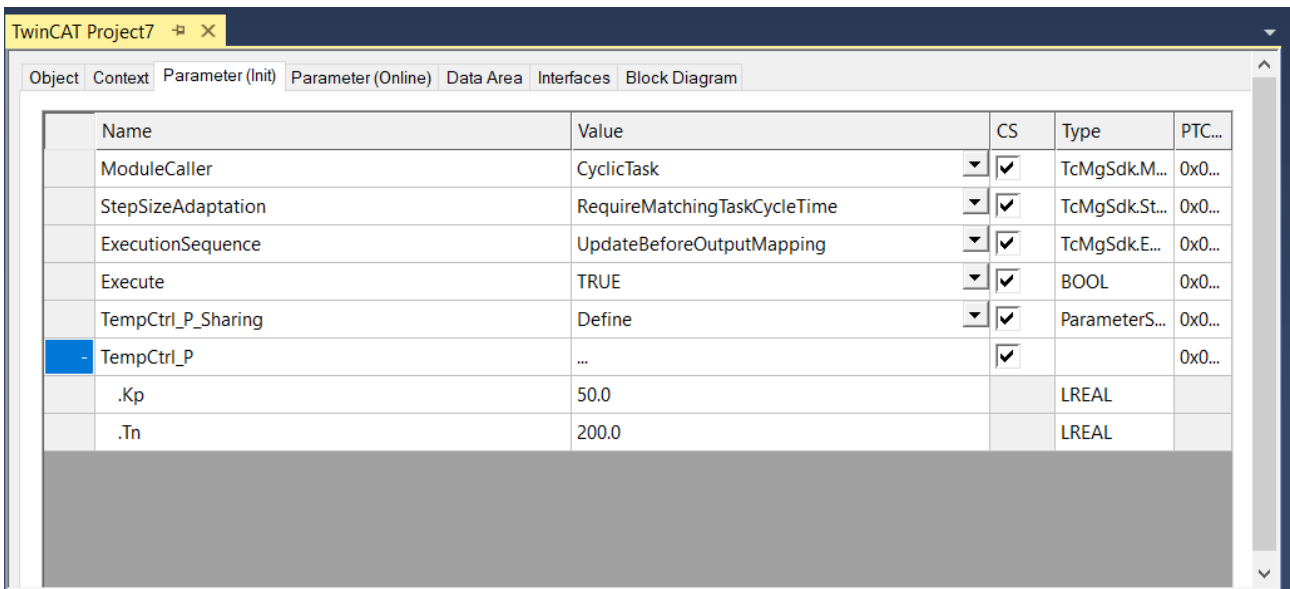 TwinCAT Project7
Object Context Parameter (Init) Parameter (Online) Data Area Interfaces Block Diagram
Name Value CS Type PTC...
ModuleCaller CyclicTask TcMgSdk.M... 0x0...
StepSizeAdaptation RequireMatchingTaskCycleTime TcMgSdk.St... 0x0...
ExecutionSequence UpdateBeforeOutputMapping TcMgSdk.E... 0x0...
Execute TRUE BOOL 0x0...
TempCtrl_P_Sharing Define ParameterS... 0x0...
- TempCtrl_P ... 0x0...
.Kp 50.0 LREAL
.Tn 200.0 LREAL